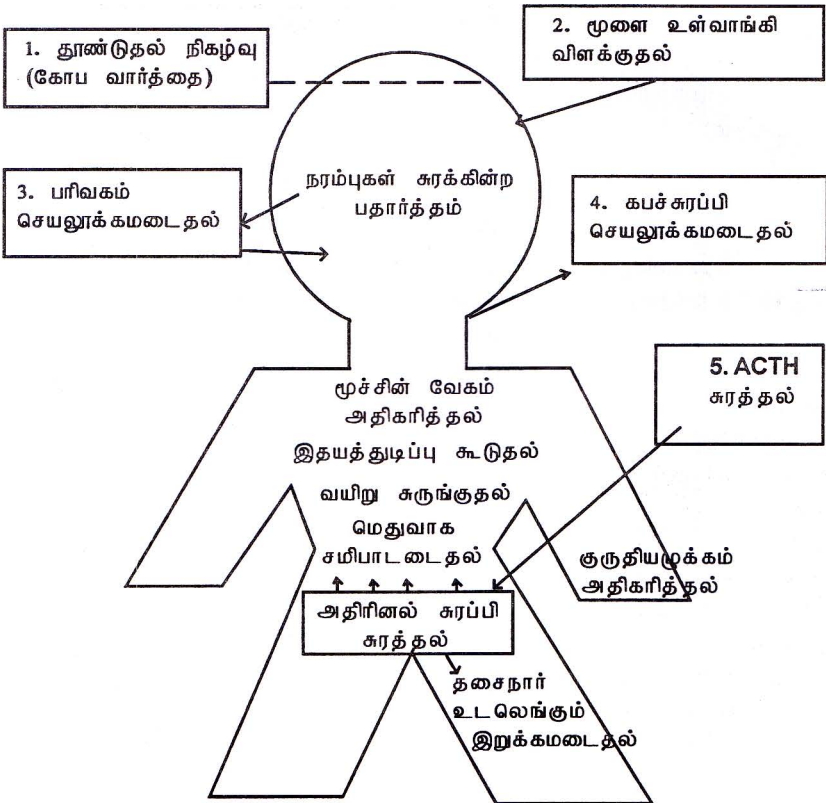 1. தூண்டுதல் நிகழ்வு
(கோப வார்த்தை)
2. மூளை உள்வாங்கி
விளக்குதல்
நரம்புகள் சுரக்கின்ற
பதார்த்தம்
3. பரிவகம்
செயலூக்கமடைதல்
4. கபச்சுரப்பி
செயலூக்கமடைதல்
5. ACTH
சுரத்தல்
மூச்சின் வேகம்
அதிகரித்தல்
இதயத்துடிப்பு கூடுதல்
வயிறு சுருங்குதல்
மெதுவாக
சமிபாடடைதல்
குருதியமுக்கம்
அதிகரித்தல்
அதிரினல் சுரப்பி
சுரத்தல்
தசைநார்
உடலெங்கும்
இறுக்கமடைதல்